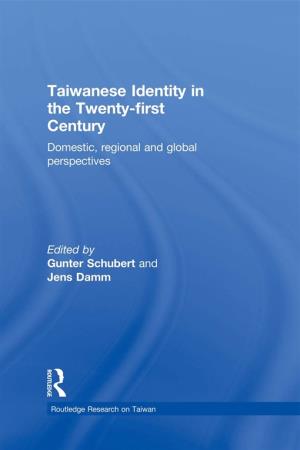 Taiwanese Identity in
the Twenty-first
Century
Domestic, regional and global
perspectives
Edited by
Gunter Schubert and
Jens Damm
ROUTLEDGE
Routledge Research on Taiwan